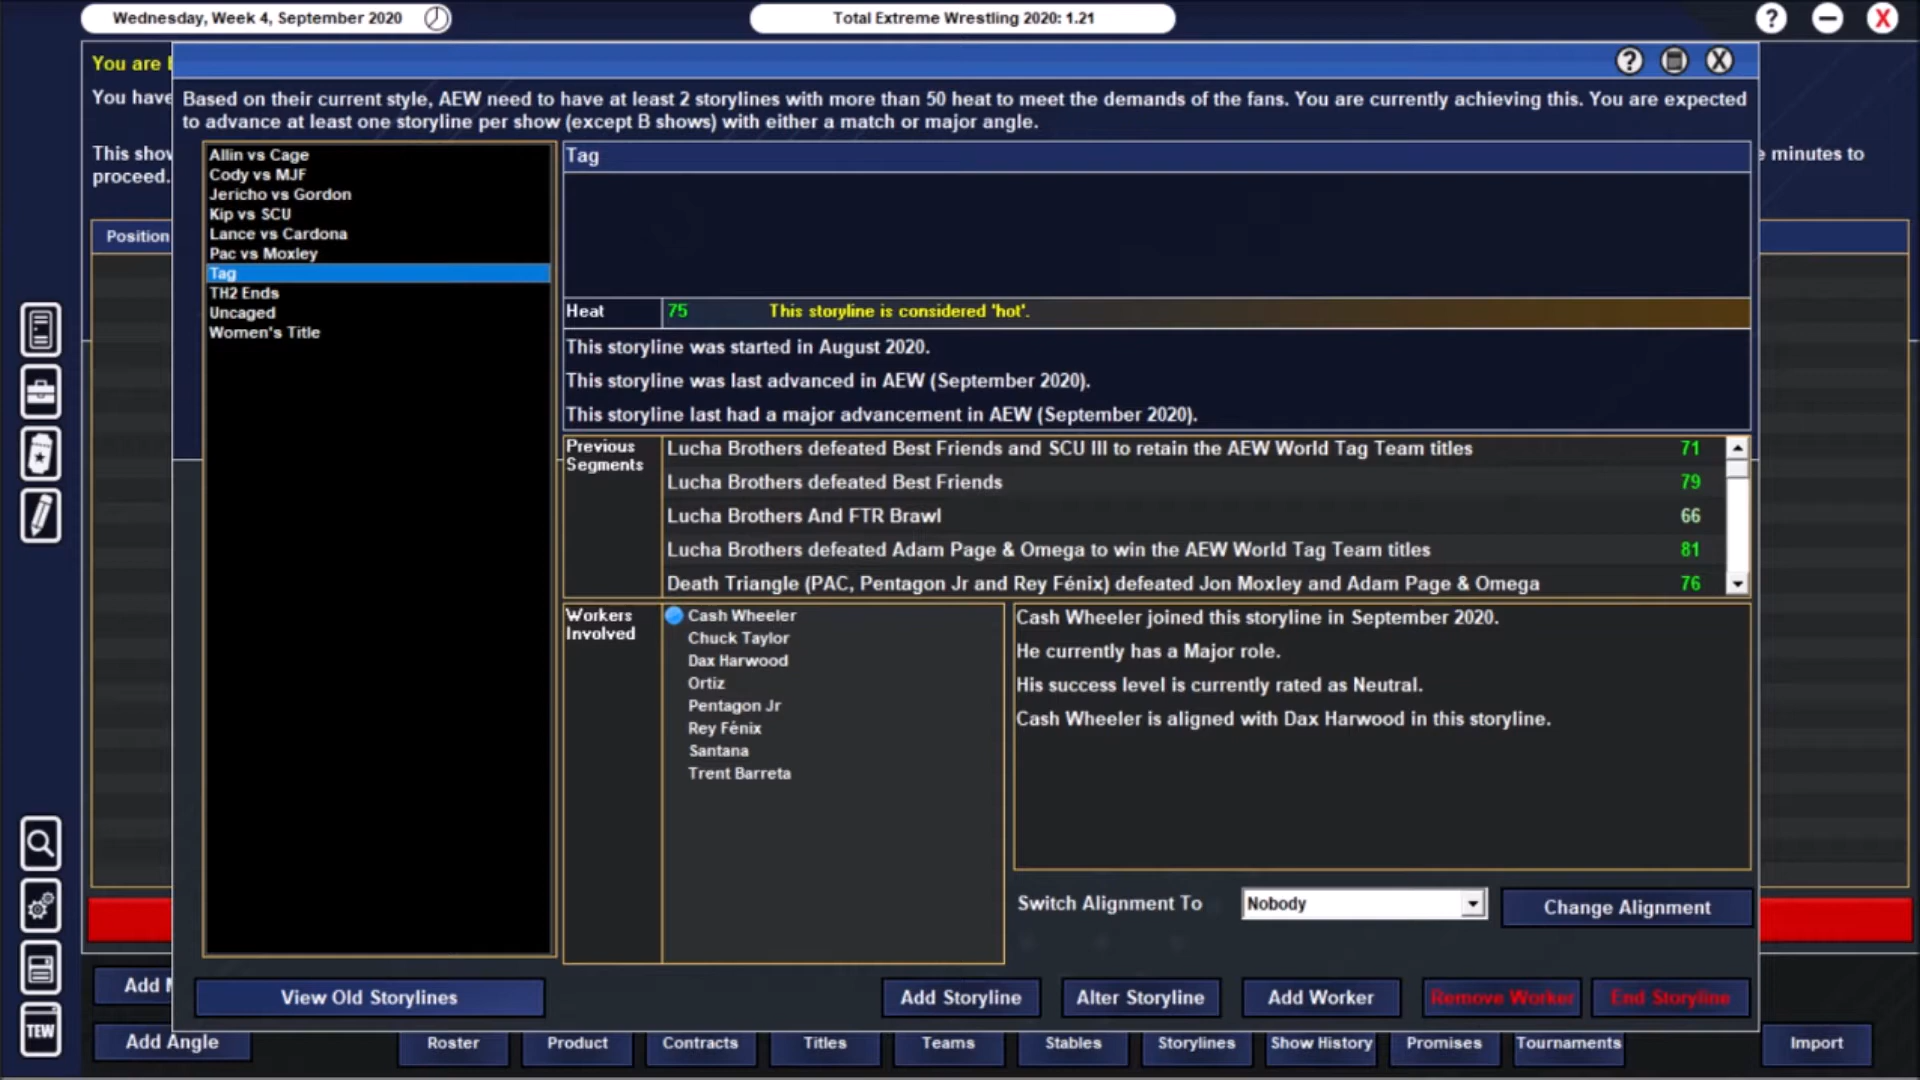 Wednesday, Week 4, September 2020
Total Extreme Wrestling 2020: 1.21
?
X
You are
?
X
You have
Based on their current style, AEW need to have at least 2 storylines with more than 50 heat to meet the demands of the fans. You are currently achieving this. You are expected
to advance at least one storyline per show (except B shows) with either a match or major angle.
This show
minutes to
proceed.
Position
Allin vs Cage
Cody vs MJF
Jericho vs Gordon
Kip vs SCU
Lance vs Cardona
Pac vs Moxley
Tag
TH2 Ends
Uncaged
Women's Title
Tag
Heat
75
This storyline is considered 'hot'.
This storyline was started in August 2020.
This storyline was last advanced in AEW (September 2020).
This storyline last had a major advancement in AEW (September 2020).
Previous
Segments
Lucha Brothers defeated Best Friends and SCU III to retain the AEW World Tag Team titles 71
Lucha Brothers defeated Best Friends 79
Lucha Brothers And FTR Brawl 66
Lucha Brothers defeated Adam Page & Omega to win the AEW World Tag Team titles 81
Death Triangle (PAC, Pentagon Jr and Rey Fénix) defeated Jon Moxley and Adam Page & Omega 76
Workers
Involved
Cash Wheeler
Chuck Taylor
Dax Harwood
Ortiz
Pentagon Jr
Rey Fénix
Santana
Trent Barreta
Cash Wheeler joined this storyline in September 2020.
He currently has a Major role.
His success level is currently rated as Neutral.
Cash Wheeler is aligned with Dax Harwood in this storyline.
Switch Alignment To
Nobody
Change Alignment
View Old Storylines
Add Storyline
Alter Storyline
Add Worker
Remove Worker
End Storyline
TEW
Add
Add Angle
Roster
Product
Contracts
Titles
Teams
Stables
Storylines
Show History
Promises
Tournaments
Import